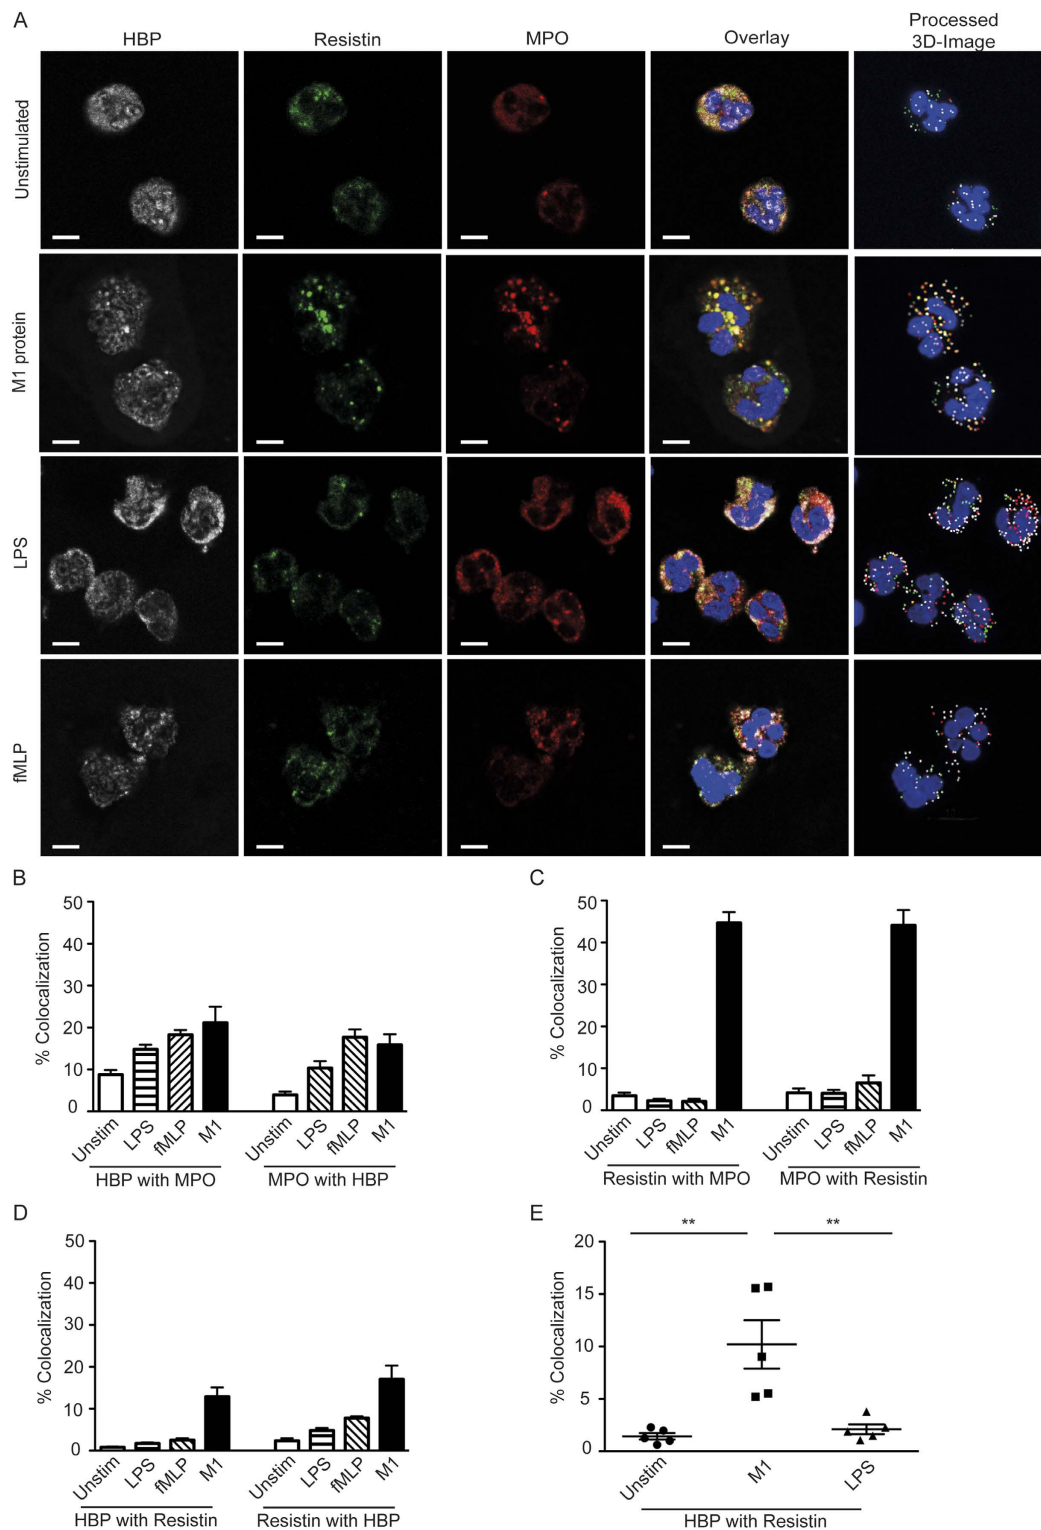 A
HBP
Resistin
MPO
Overlay
Processed
3D-Image
Unstimulated
M1 protein
LPS
fMLP
B
% Colocalization
50
40
30
20
10
0
Unstim
LPS
fMLP
M1
Unstim
LPS
fMLP
M1
HBP with MPO
MPO with HBP
C
% Colocalization
50
40
30
20
10
0
Unstim
LPS
fMLP
M1
Unstim
LPS
fMLP
M1
Resistin with MPO
MPO with Resistin
D
% Colocalization
50
40
30
20
10
0
Unstim
LPS
fMLP
M1
Unstim
LPS
fMLP
M1
HBP with Resistin
Resistin with HBP
E
** **
% Colocalization
20
15
10
5
0
Unstim
M1
LPS
HBP with Resistin